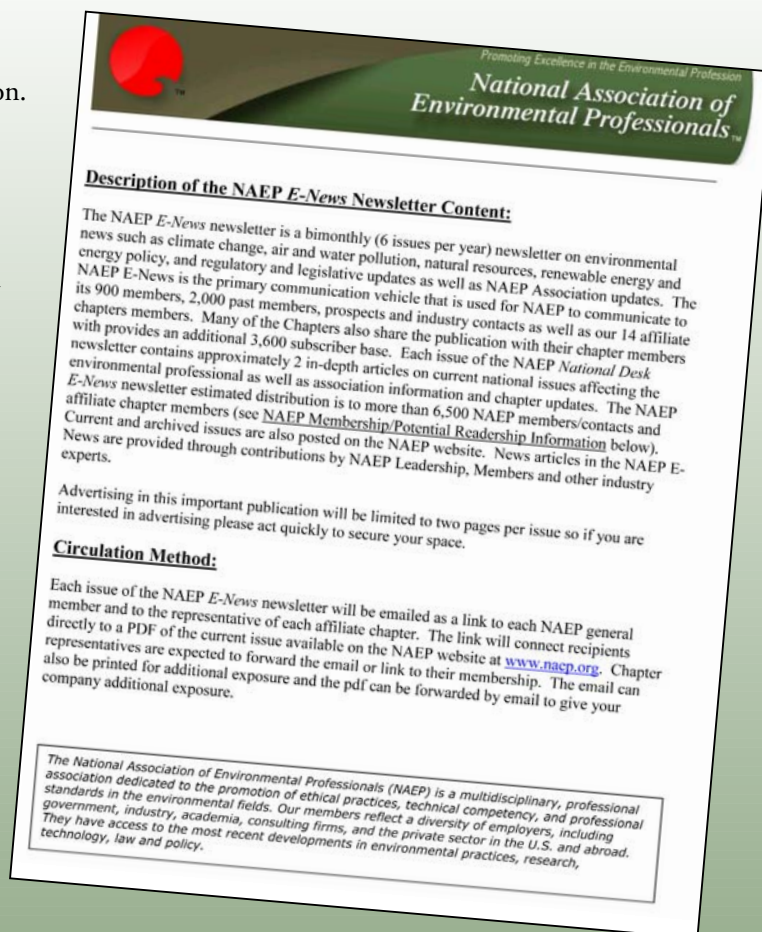 on.
Promoting Excellence in the Environmental Profession
National Association of
Environmental Professionals™
™
Description of the NAEP E-News Newsletter Content:
The NAEP E-News newsletter is a bimonthly (6 issues per year) newsletter on environmental
news such as climate change, air and water pollution, natural resources, renewable energy and
energy policy, and regulatory and legislative updates as well as NAEP Association updates. The
NAEP E-News is the primary communication vehicle that is used for NAEP to communicate to
its 900 members, 2,000 past members, prospects and industry contacts as well as our 14 affiliate
chapters members. Many of the Chapters also share the publication with their chapter members
with provides an additional 3,600 subscriber base. Each issue of the NAEP National Desk
newsletter contains approximately 2 in-depth articles on current national issues affecting the
environmental professional as well as association information and chapter updates. The NAEP
E-News newsletter estimated distribution is to more than 6,500 NAEP members/contacts and
affiliate chapter members (see NAEP Membership/Potential Readership Information below).
Current and archived issues are also posted on the NAEP website. News articles in the NAEP E-
News are provided through contributions by NAEP Leadership, Members and other industry
experts.
Advertising in this important publication will be limited to two pages per issue so if you are
interested in advertising please act quickly to secure your space.
Circulation Method:
Each issue of the NAEP E-News newsletter will be emailed as a link to each NAEP general
member and to the representative of each affiliate chapter. The link will connect recipients
directly to a PDF of the current issue available on the NAEP website at www.naep.org. Chapter
representatives are expected to forward the email or link to their membership. The email can
also be printed for additional exposure and the pdf can be forwarded by email to give your
company additional exposure.
The National Association of Environmental Professionals (NAEP) is a multidisciplinary, professional
association dedicated to the promotion of ethical practices, technical competency, and professional
standards in the environmental fields. Our members reflect a diversity of employers, including
government, industry, academia, consulting firms, and the private sector in the U.S. and abroad.
They have access to the most recent developments in environmental practices, research,
technology, law and policy.